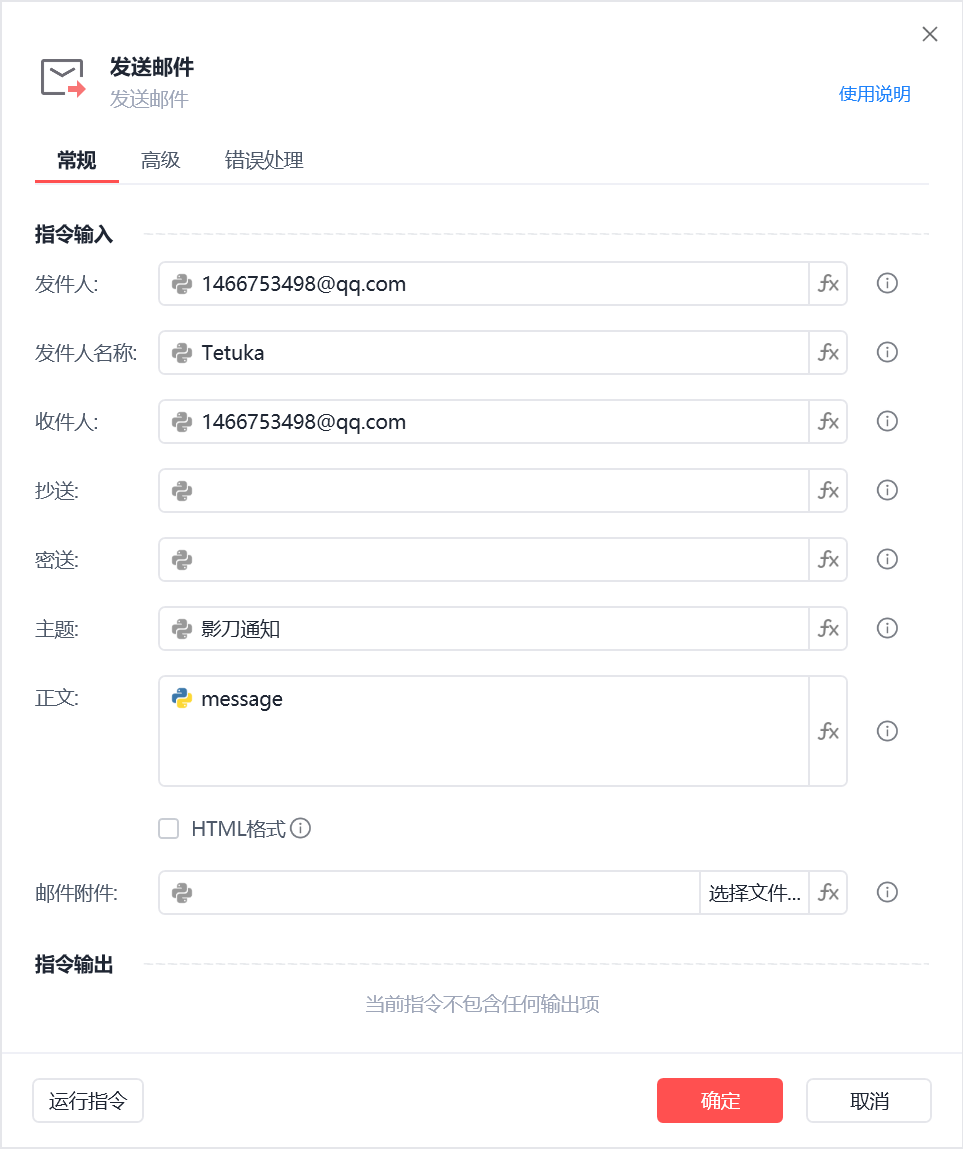 发送邮件
发送邮件
使用说明
常规 高级 错误处理
指令输入
发件人: 1466753498@qq.com fx
发件人名称: Tetuka fx
收件人: 1466753498@qq.com fx
抄送: fx
密送: fx
主题: 影刀通知 fx
正文: message
fx
HTML格式
邮件附件: 选择文件... fx
指令输出
当前指令不包含任何输出项
运行指令 确定 取消